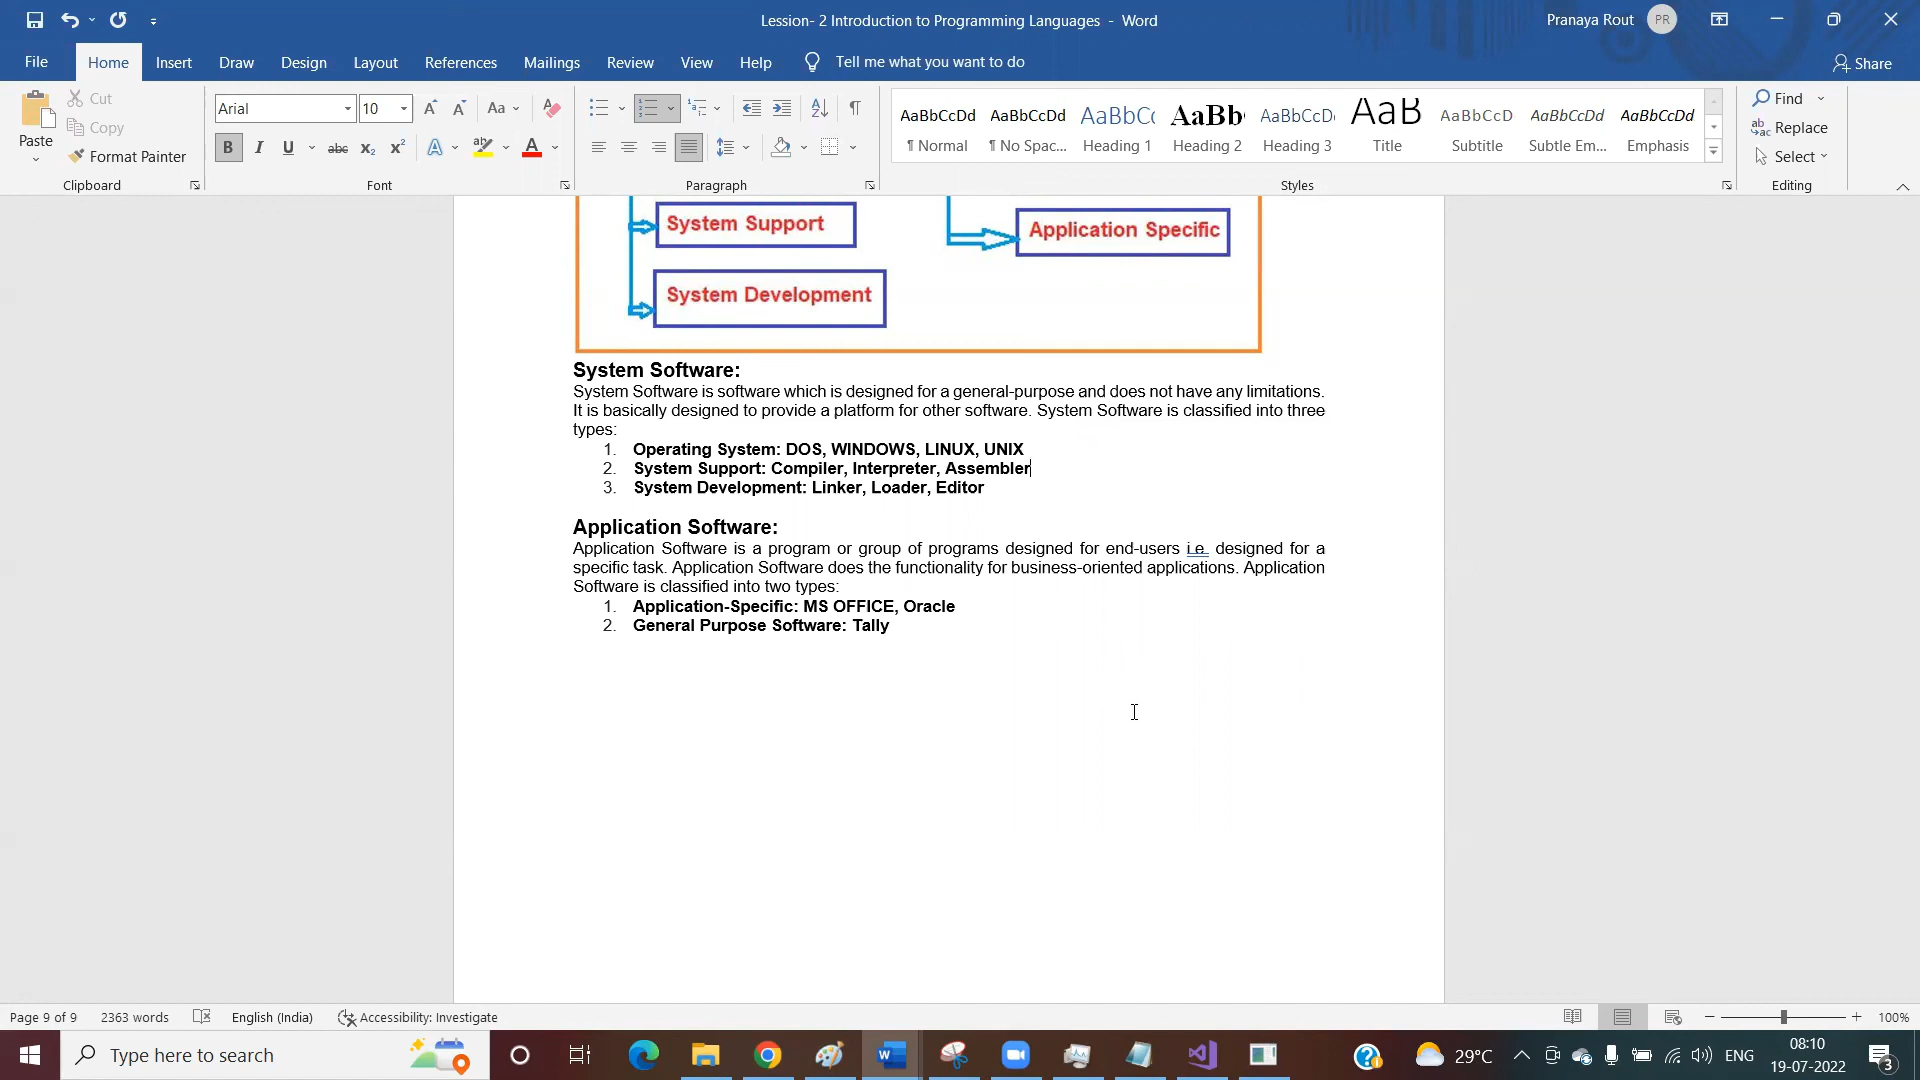 Lession- 2 Introduction to Programming Languages - Word
Pranaya Rout PR
File Home Insert Draw Design Layout References Mailings Review View Help Tell me what you want to do Share
Paste
Cut
Copy
Format Painter
Clipboard
Arial 10
Font
Paragraph
AaBbCcDd AaBbCcDd AaBbCc AaBb AaBbCcD AaB AaBbCcD AaBbCcDd AaBbCcDd
¶ Normal ¶ No Spac... Heading 1 Heading 2 Heading 3 Title Subtitle Subtle Em... Emphasis
Styles
Find
Replace
Select
Editing
System Support
Application Specific
System Development
System Software:
System Software is software which is designed for a general-purpose and does not have any limitations.
It is basically designed to provide a platform for other software. System Software is classified into three
types:
1. Operating System: DOS, WINDOWS, LINUX, UNIX
2. System Support: Compiler, Interpreter, Assembler
3. System Development: Linker, Loader, Editor
Application Software:
Application Software is a program or group of programs designed for end-users i.e. designed for a
specific task. Application Software does the functionality for business-oriented applications. Application
Software is classified into two types:
1. Application-Specific: MS OFFICE, Oracle
2. General Purpose Software: Tally
Page 9 of 9 2363 words English (India) Accessibility: Investigate 100%
Type here to search
29°C ENG
08:10
19-07-2022
3